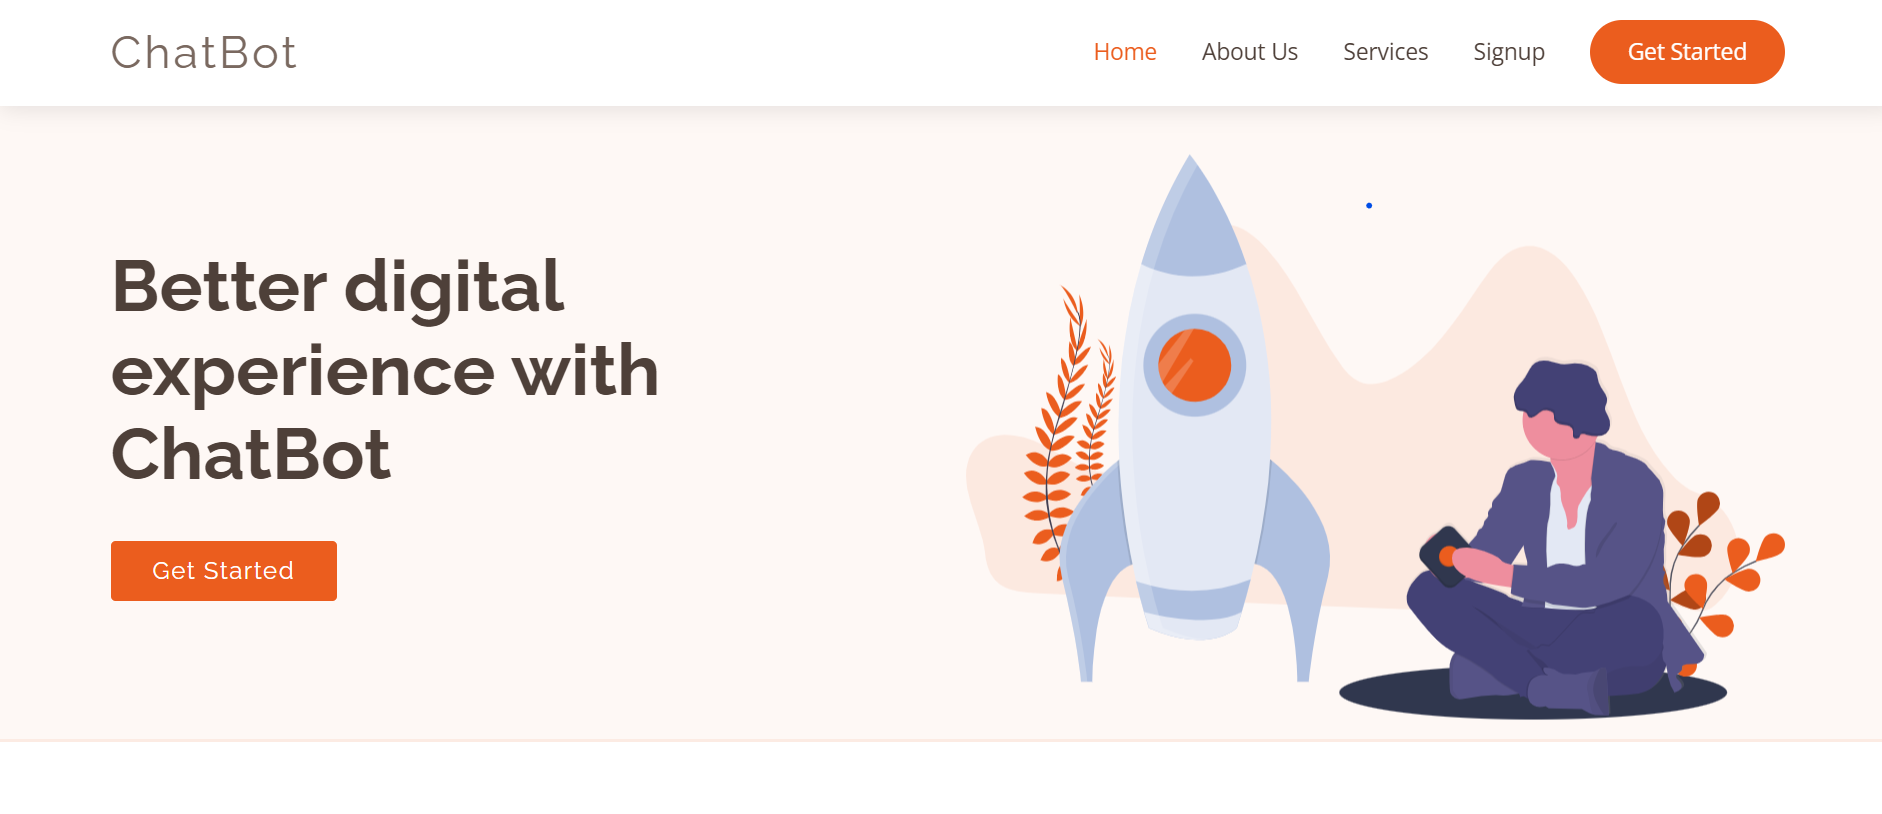 ChatBot
Home
About Us
Services
Signup
Get Started
Better digital
experience with
ChatBot
Get Started